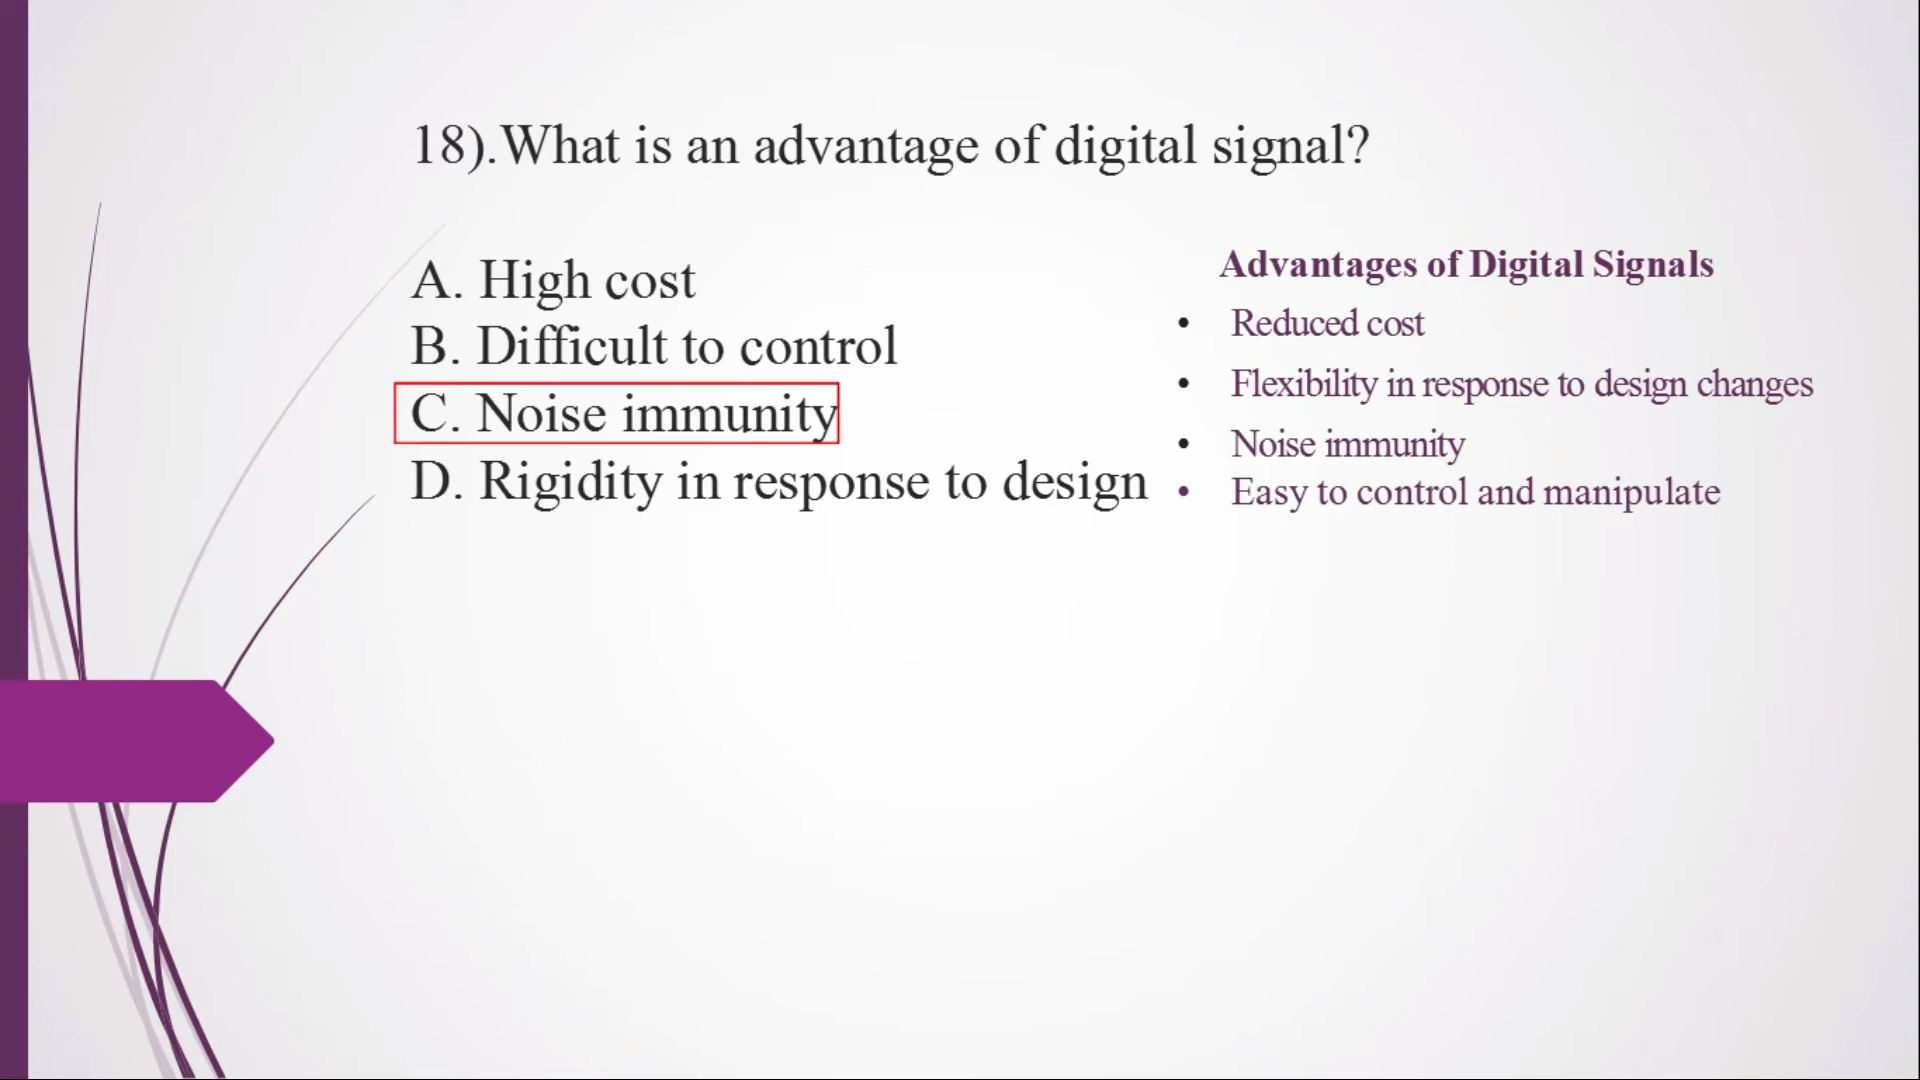 18).What is an advantage of digital signal?
A. High cost
B. Difficult to control
C. Noise immunity
D. Rigidity in response to design
Advantages of Digital Signals
• Reduced cost
• Flexibility in response to design changes
• Noise immunity
• Easy to control and manipulate